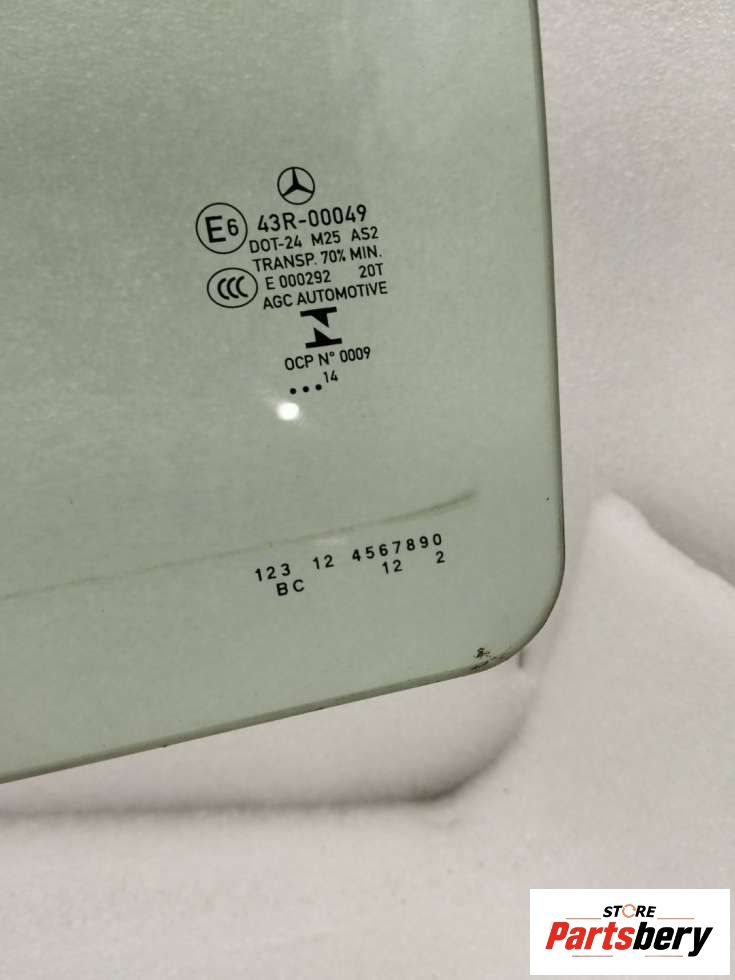 E6 43R-00049
DOT-24 M25 AS2
TRANSP. 70% MIN.
CCC E 000292 20T
AGC AUTOMOTIVE
OCP N° 0009
...14
123 12 4567890
BC 12 2
STORE
Partsbery